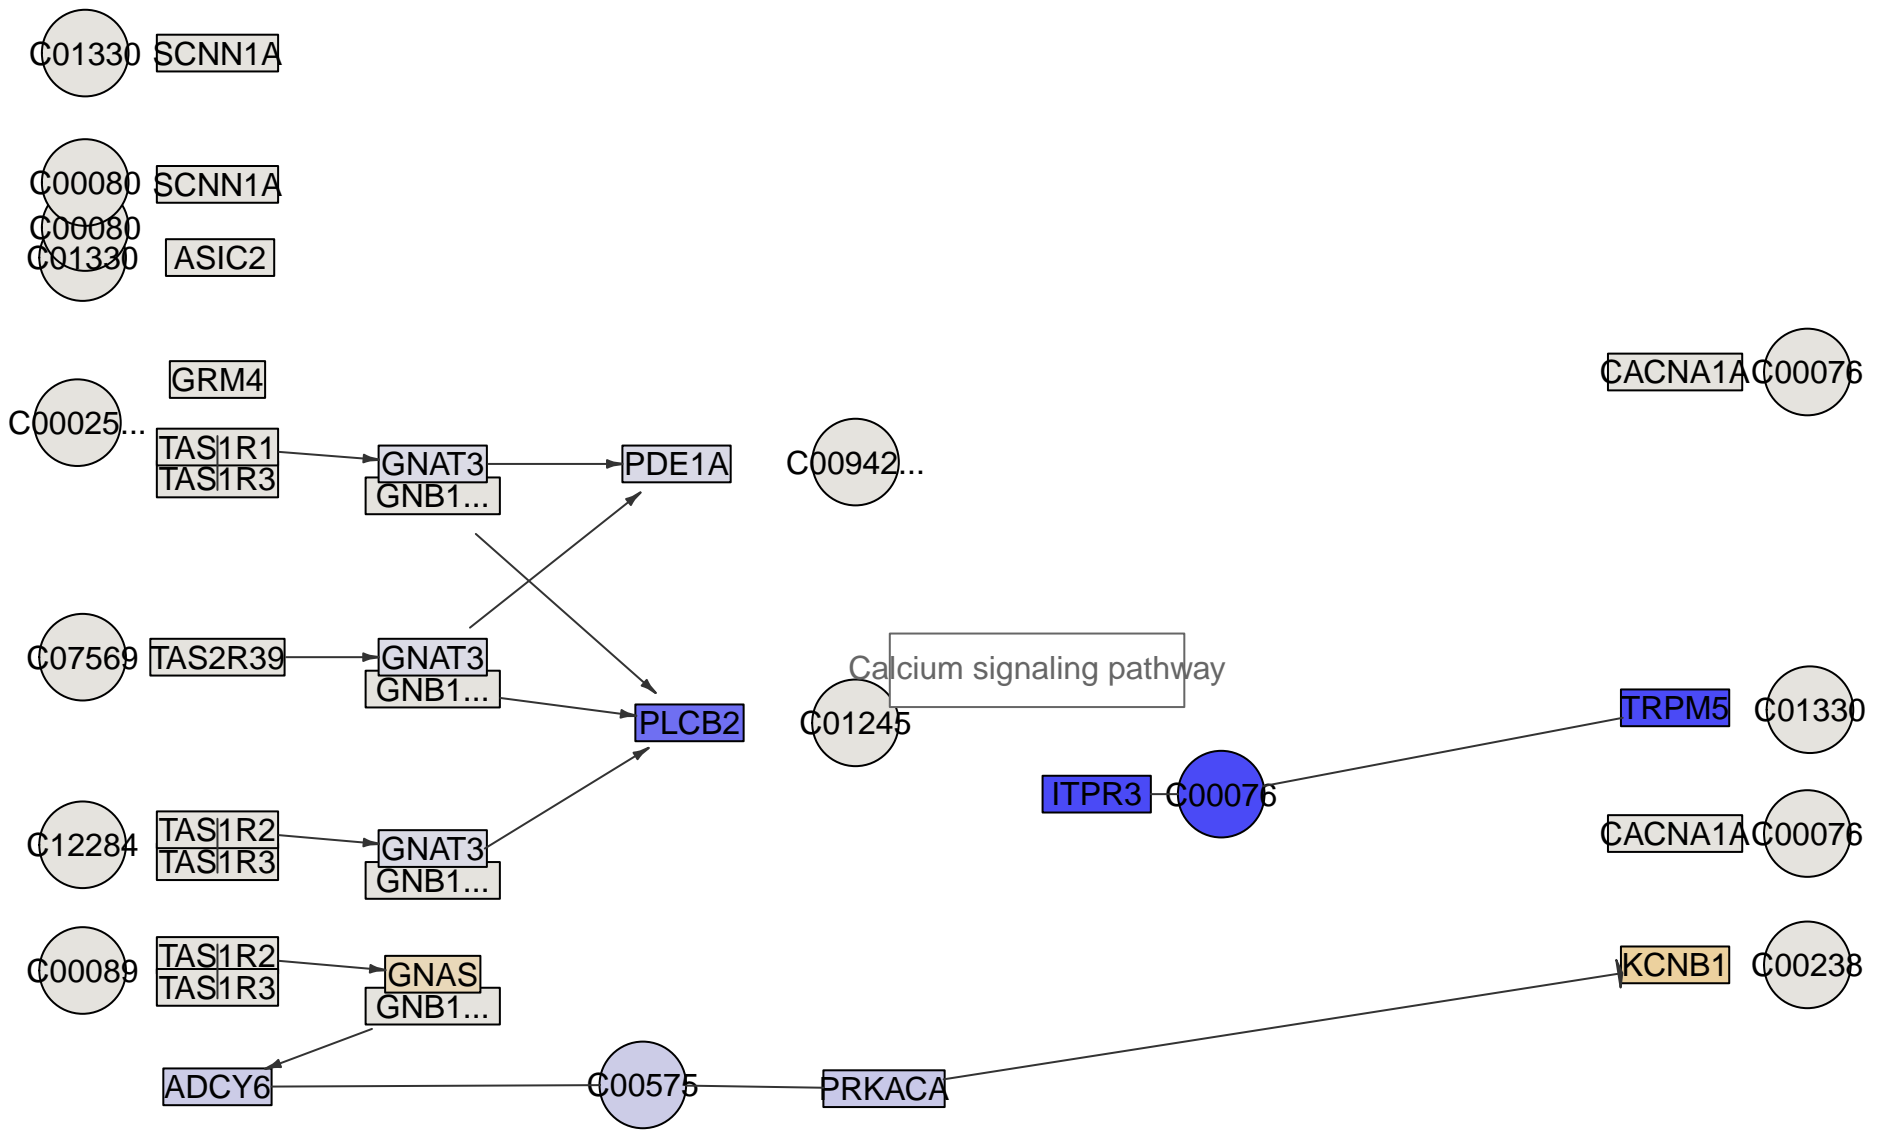 C01330 SCNN1A
C00080 SCNN1A
C00080
C01330 ASIC2
GRM4
CACNA1A C00076
C00025...
TAS1R1
TAS1R3
GNAT3
GNB1...
PDE1A
C00942...
C07569 TAS2R39
GNAT3
GNB1...
Calcium signaling pathway
PLCB2
C01245
TRPM5 C01330
ITPR3 C00076
C12284
TAS1R2
TAS1R3
GNAT3
GNB1...
CACNA1A C00076
C00089
TAS1R2
TAS1R3
GNAS
GNB1...
KCNB1 C00238
ADCY6 C00575 PRKACA